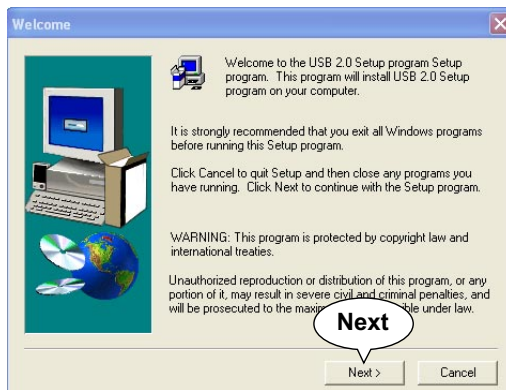 Welcome
Welcome to the USB 2.0 Setup program Setup
program. This program will install USB 2.0 Setup
program on your computer.
It is strongly recommended that you exit all Windows programs
before running this Setup program.
Click Cancel to quit Setup and then close any programs you
have running. Click Next to continue with the Setup program.
WARNING: This program is protected by copyright law and
international treaties.
Unauthorized reproduction or distribution of this program, or any
portion of it, may result in severe civil and criminal penalties, and
will be prosecuted to the under law.
Next
Next >
Cancel